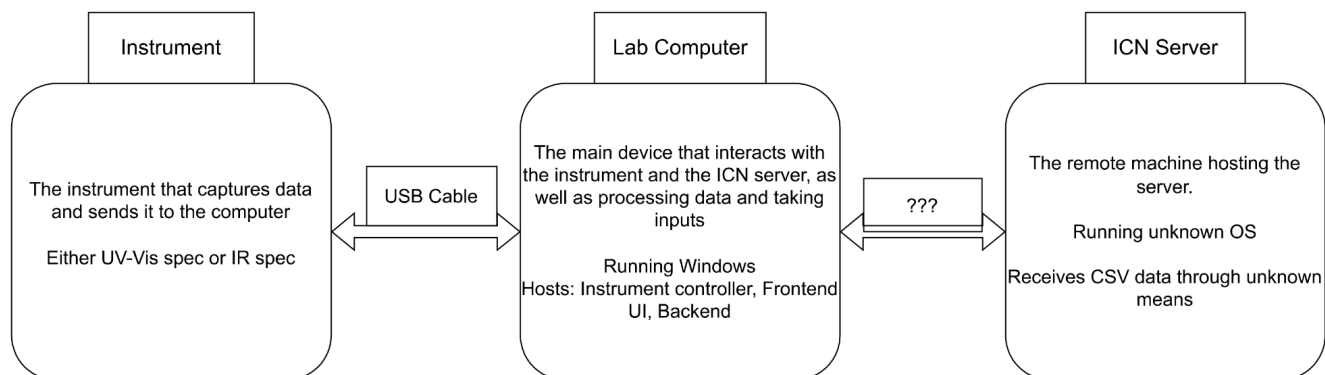 Instrument
The instrument that captures data
and sends it to the computer
Either UV-Vis spec or IR spec
USB Cable
Lab Computer
The main device that interacts with
the instrument and the ICN server, as
well as processing data and taking
inputs
Running Windows
Hosts: Instrument controller, Frontend
UI, Backend
???
ICN Server
The remote machine hosting the
server.
Running unknown OS
Receives CSV data through unknown
means